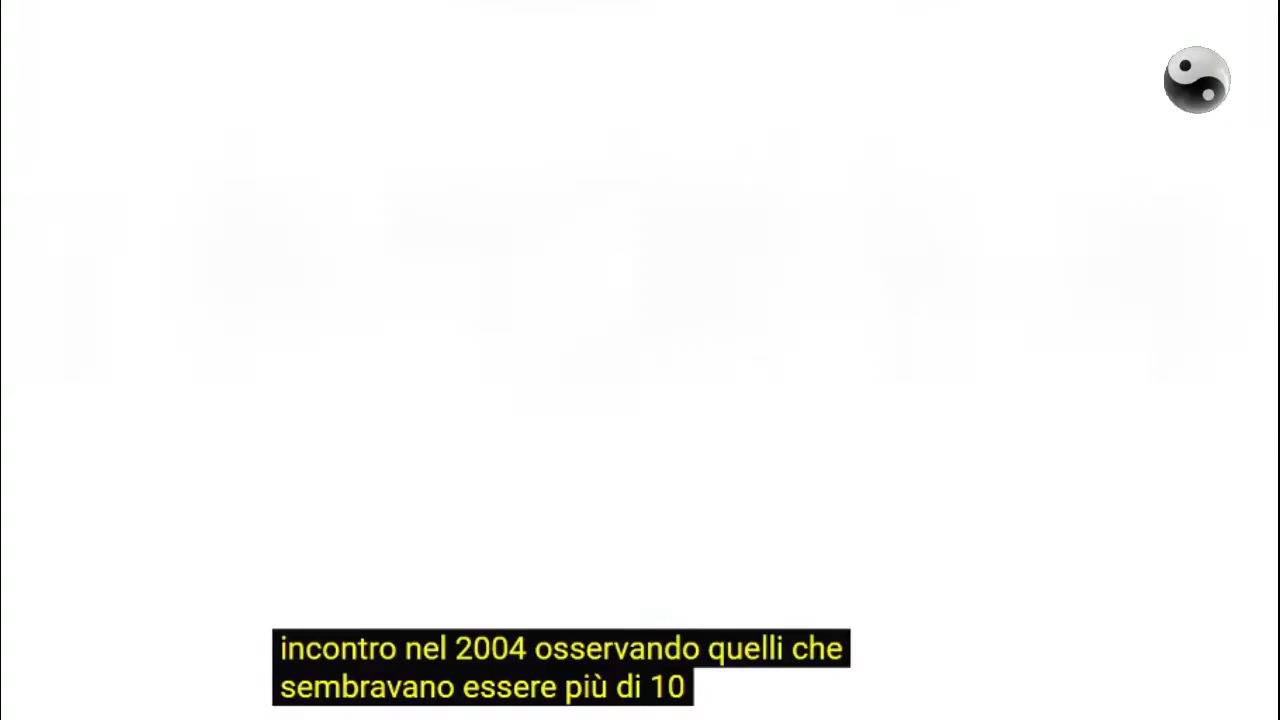 incontro nel 2004 osservando quelli che
sembravano essere più di 10